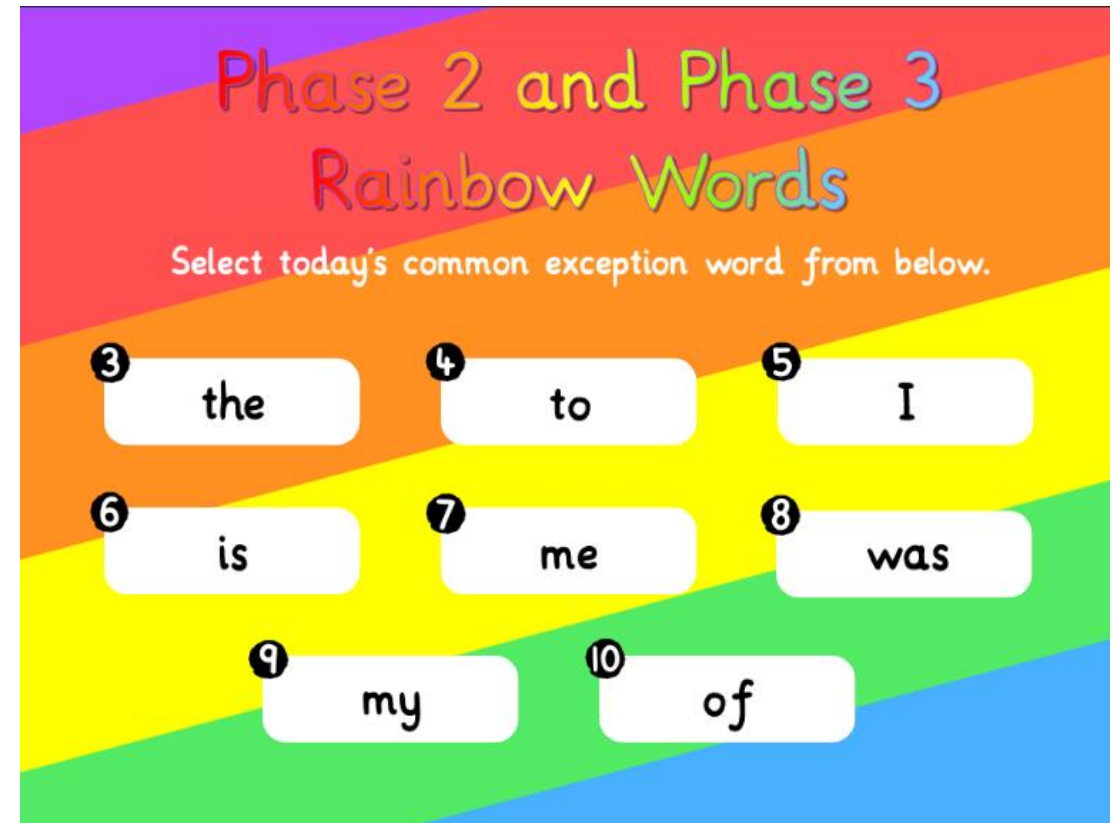 Phase 2 and Phase 3
Rainbow Words
Select today's common exception word from below.
3 the
4 to
5 I
6 is
7 me
8 was
9 my
10 of